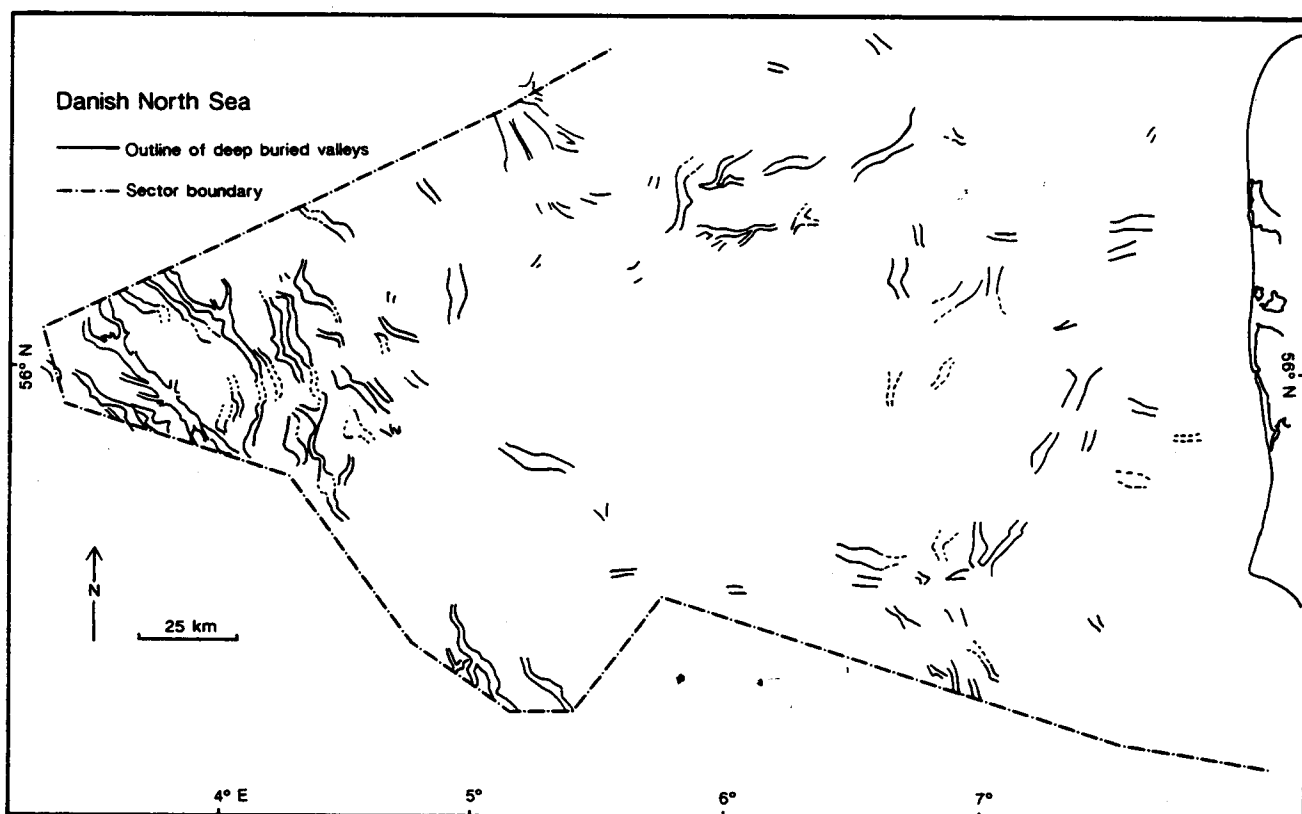 Danish North Sea
Outline of deep buried valleys
Sector boundary
56° N
56° N
N
25 km
4° E
5°
6°
7°